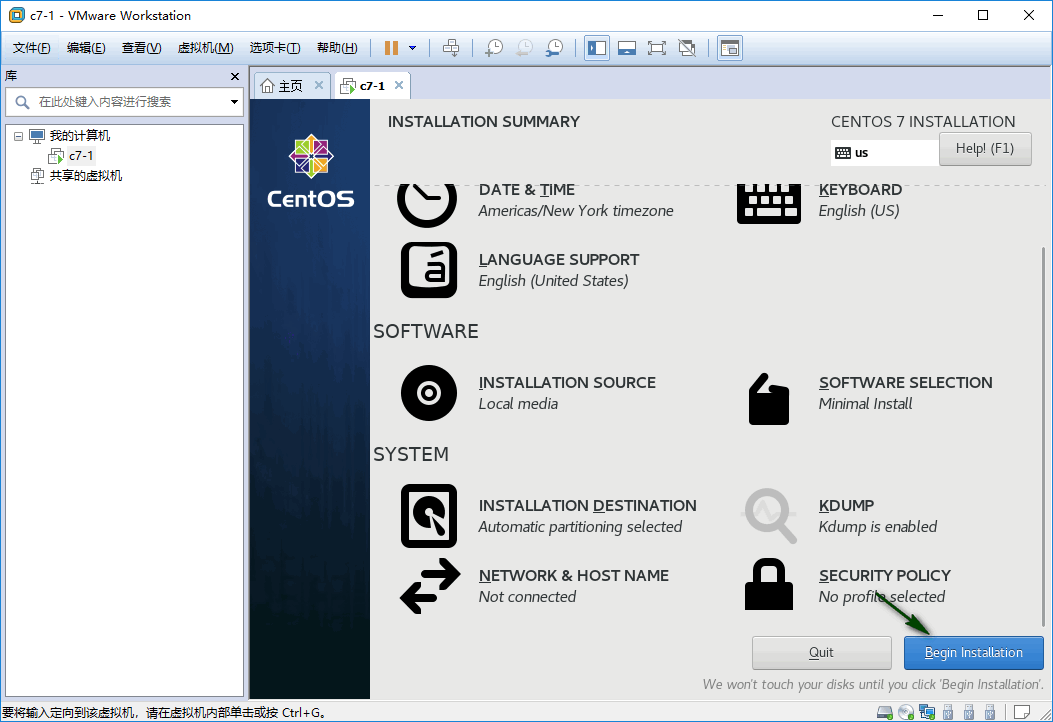 c7-1 - VMware Workstation
文件(F) 编辑(E) 查看(V) 虚拟机(M) 选项卡(T) 帮助(H)
库
在此处键入内容进行搜索
我的计算机
c7-1
共享的虚拟机
主页
c7-1
CentOS
INSTALLATION SUMMARY
CENTOS 7 INSTALLATION
us
Help! (F1)
DATE & TIME
Americas/New York timezone
KEYBOARD
English (US)
LANGUAGE SUPPORT
English (United States)
SOFTWARE
INSTALLATION SOURCE
Local media
SOFTWARE SELECTION
Minimal Install
SYSTEM
INSTALLATION DESTINATION
Automatic partitioning selected
KDUMP
Kdump is enabled
NETWORK & HOST NAME
Not connected
SECURITY POLICY
No profile selected
Quit
Begin Installation
We won't touch your disks until you click 'Begin Installation'.
要将输入定向到该虚拟机，请在虚拟机内部单击或按 Ctrl+G。